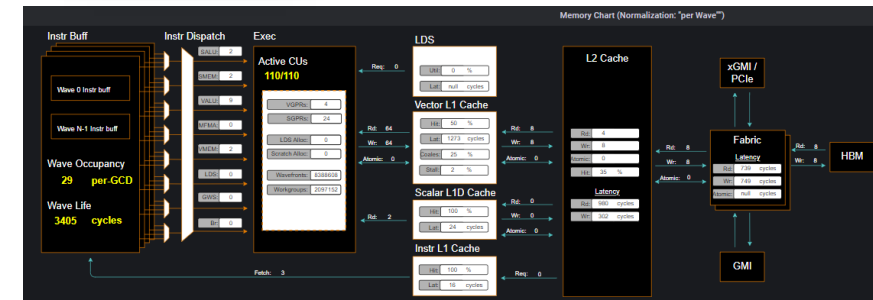 Memory Chart (Normalization: "per Wave"")
Instr Buff
Wave 0 Instr buff
Wave N-1 Instr buff
Wave Occupancy
29 per-GCD
Wave Life
3405 cycles
Instr Dispatch
SALU: 2
SMEM: 2
VALU: 9
MFMA: 0
VMEM: 2
LDS: 0
GWS: 0
Br: 0
Exec
Active CUs
110/110
VGPRs: 4
SGPRs: 24
LDS Alloc: 0
Scratch Alloc: 0
Wavefronts: 8388608
Workgroups: 2097152
Fetch: 3
Req: 0
Rd: 64
Wr: 64
Atomic: 0
Rd: 2
LDS
Util: 0 %
Lat: null cycles
Vector L1 Cache
Hit: 50 %
Lat: 1273 cycles
Coales: 25 %
Stall: 2 %
Scalar L1D Cache
Hit: 100 %
Lat: 24 cycles
Instr L1 Cache
Hit: 100 %
Lat: 16 cycles
Rd: 8
Wr: 8
Atomic: 0
Rd: 0
Wr: 0
Atomic: 0
Req: 0
L2 Cache
Rd: 4
Wr: 8
Atomic: 0
Hit: 35 %
Latency
Rd: 980 cycles
Wr: 302 cycles
Rd: 8
Wr: 8
Atomic: 0
xGMI /
PCIe
Fabric
Latency
Rd: 739 cycles
Wr: 749 cycles
Atomic: null cycles
GMI
Rd: 8
Wr: 8
HBM